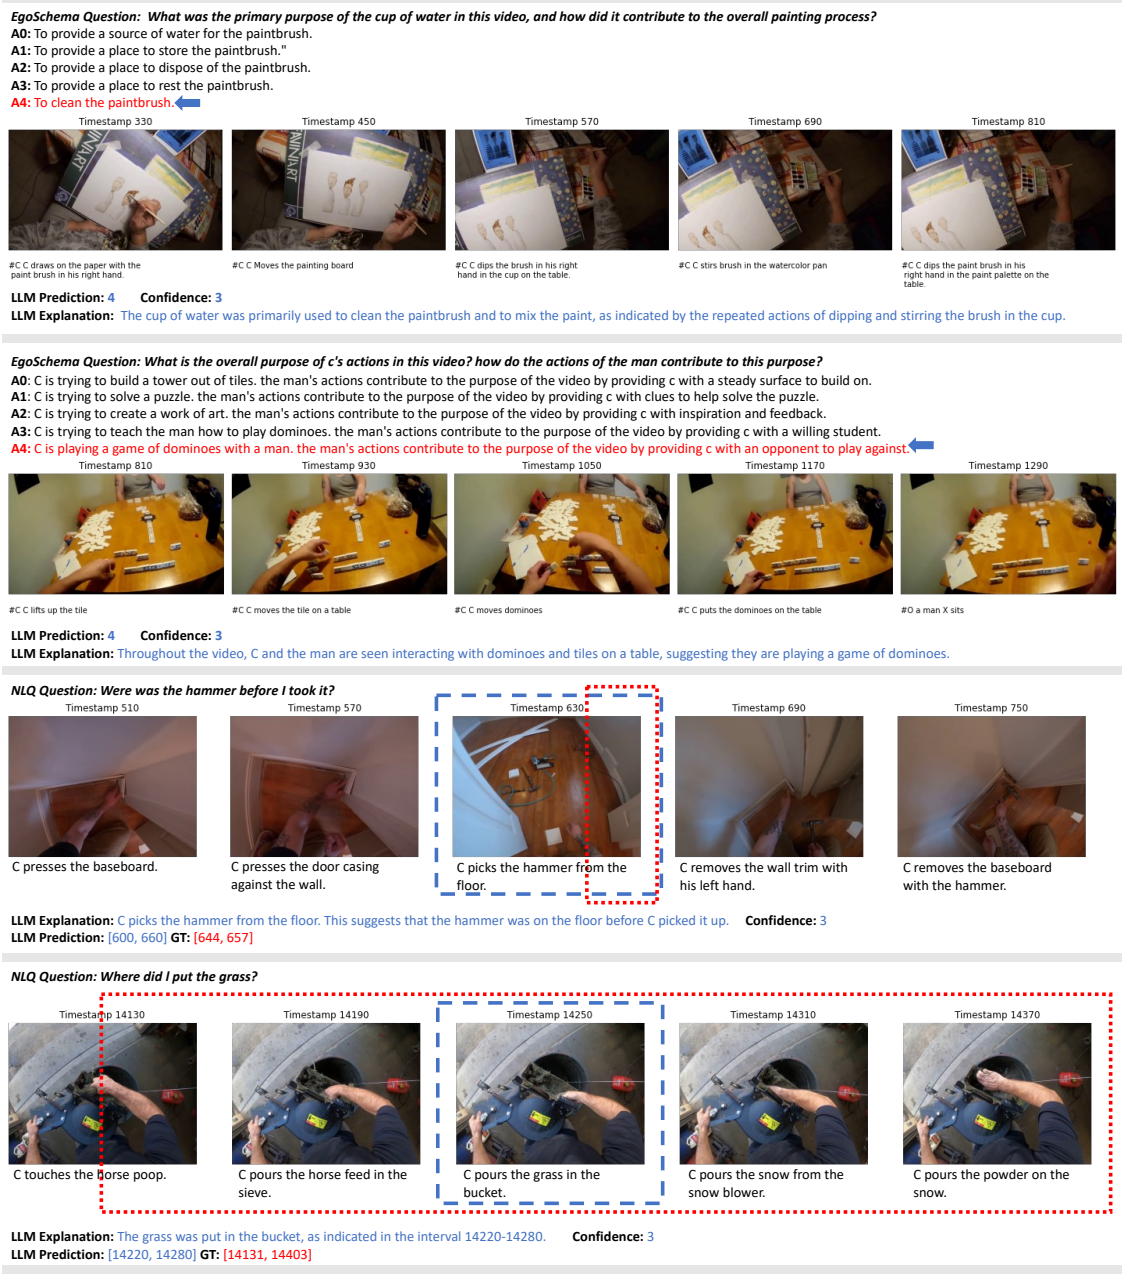 EgoSchema Question: What was the primary purpose of the cup of water in this video, and how did it contribute to the overall painting process?
A0: To provide a source of water for the paintbrush.
A1: To provide a place to store the paintbrush."
A2: To provide a place to dispose of the paintbrush.
A3: To provide a place to rest the paintbrush.
A4: To clean the paintbrush.
Timestamp 330 Timestamp 450 Timestamp 570 Timestamp 690 Timestamp 810
#C C draws on the paper with the
paint brush in his right hand.
#C C Moves the painting board
#C C dips the brush in his right
hand in the cup on the table.
#C C stirs brush in the watercolor pan
#C C dips the paint brush in his
right hand in the paint palette on the
table.
LLM Prediction: 4 Confidence: 3
LLM Explanation: The cup of water was primarily used to clean the paintbrush and to mix the paint, as indicated by the repeated actions of dipping and stirring the brush in the cup.
EgoSchema Question: What is the overall purpose of c's actions in this video? how do the actions of the man contribute to this purpose?
A0: C is trying to build a tower out of tiles. the man's actions contribute to the purpose of the video by providing c with a steady surface to build on.
A1: C is trying to solve a puzzle. the man's actions contribute to the purpose of the video by providing c with clues to help solve the puzzle.
A2: C is trying to create a work of art. the man's actions contribute to the purpose of the video by providing c with inspiration and feedback.
A3: C is trying to teach the man how to play dominoes. the man's actions contribute to the purpose of the video by providing c with a willing student.
A4: C is playing a game of dominoes with a man. the man's actions contribute to the purpose of the video by providing c with an opponent to play against.
Timestamp 810 Timestamp 930 Timestamp 1050 Timestamp 1170 Timestamp 1290
#C C lifts up the tile
#C C moves the tile on a table
#C C moves dominoes
#C C puts the dominoes on the table
#O a man X sits
LLM Prediction: 4 Confidence: 3
LLM Explanation: Throughout the video, C and the man are seen interacting with dominoes and tiles on a table, suggesting they are playing a game of dominoes.
NLQ Question: Were was the hammer before I took it?
Timestamp 510 Timestamp 570 Timestamp 630 Timestamp 690 Timestamp 750
C presses the baseboard.
C presses the door casing
against the wall.
C picks the hammer from the
floor.
C removes the wall trim with
his left hand.
C removes the baseboard
with the hammer.
LLM Explanation: C picks the hammer from the floor. This suggests that the hammer was on the floor before C picked it up. Confidence: 3
LLM Prediction: [600, 660] GT: [644, 657]
NLQ Question: Where did I put the grass?
Timestamp 14130 Timestamp 14190 Timestamp 14250 Timestamp 14310 Timestamp 14370
C touches the horse poop.
C pours the horse feed in the
sieve.
C pours the grass in the
bucket.
C pours the snow from the
snow blower.
C pours the powder on the
snow.
LLM Explanation: The grass was put in the bucket, as indicated in the interval 14220-14280. Confidence: 3
LLM Prediction: [14220, 14280] GT: [14131, 14403]